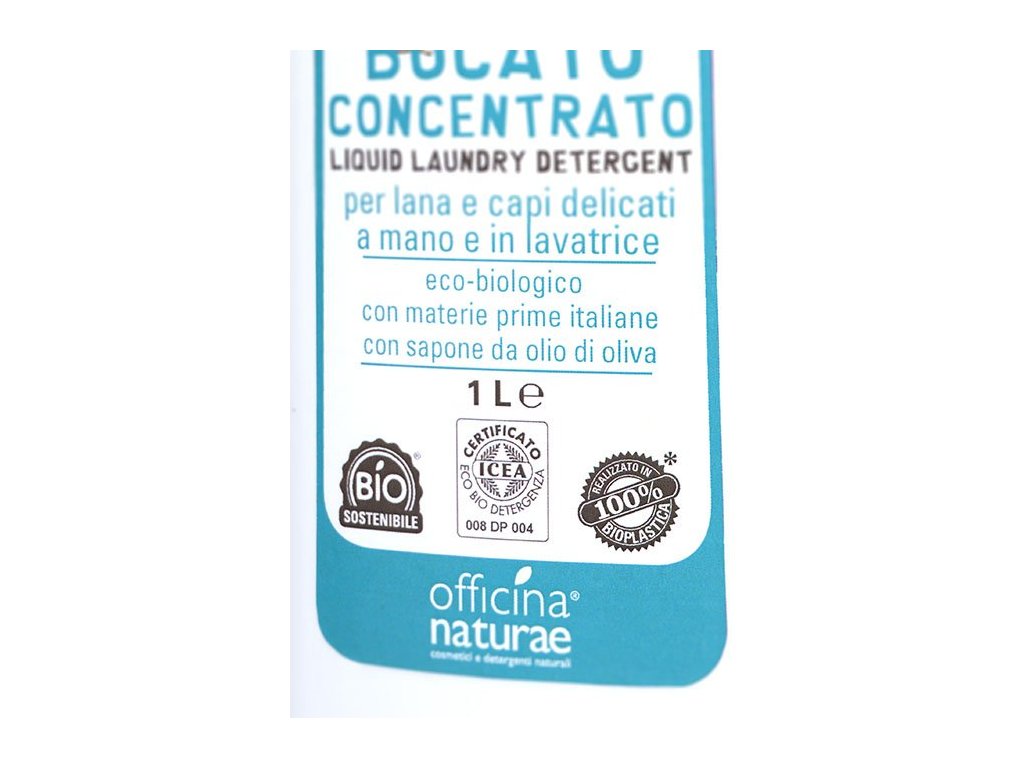 BUCATO
CONCENTRATO
LIQUID LAUNDRY DETERGENT
per lana e capi delicati
a mano e in lavatrice
eco-biologico
con materie prime italiane
con sapone da olio di oliva
1 L e
BIO
SOSTENIBILE
®
CERTIFICATO
ICEA
ECO BIO DETERGENZA
008 DP 004
REALIZZATO IN
100%
BIOPLASTICA
*
officina®
naturae
cosmetici e detergenti naturali